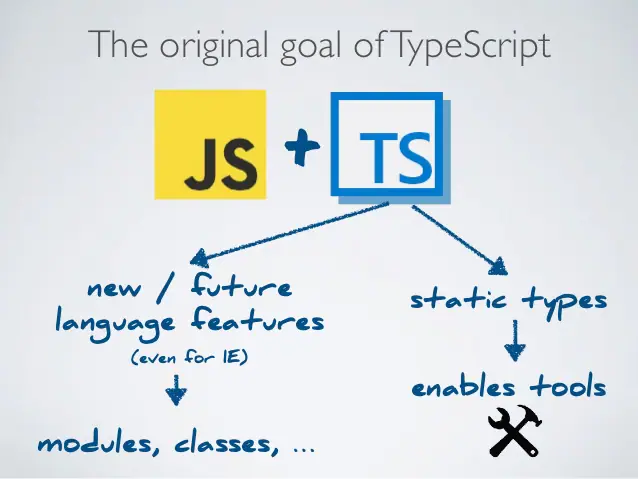 The original goal of TypeScript
JS + TS
new / future
language features
(even for IE)
modules, classes, ...
static types
enables tools